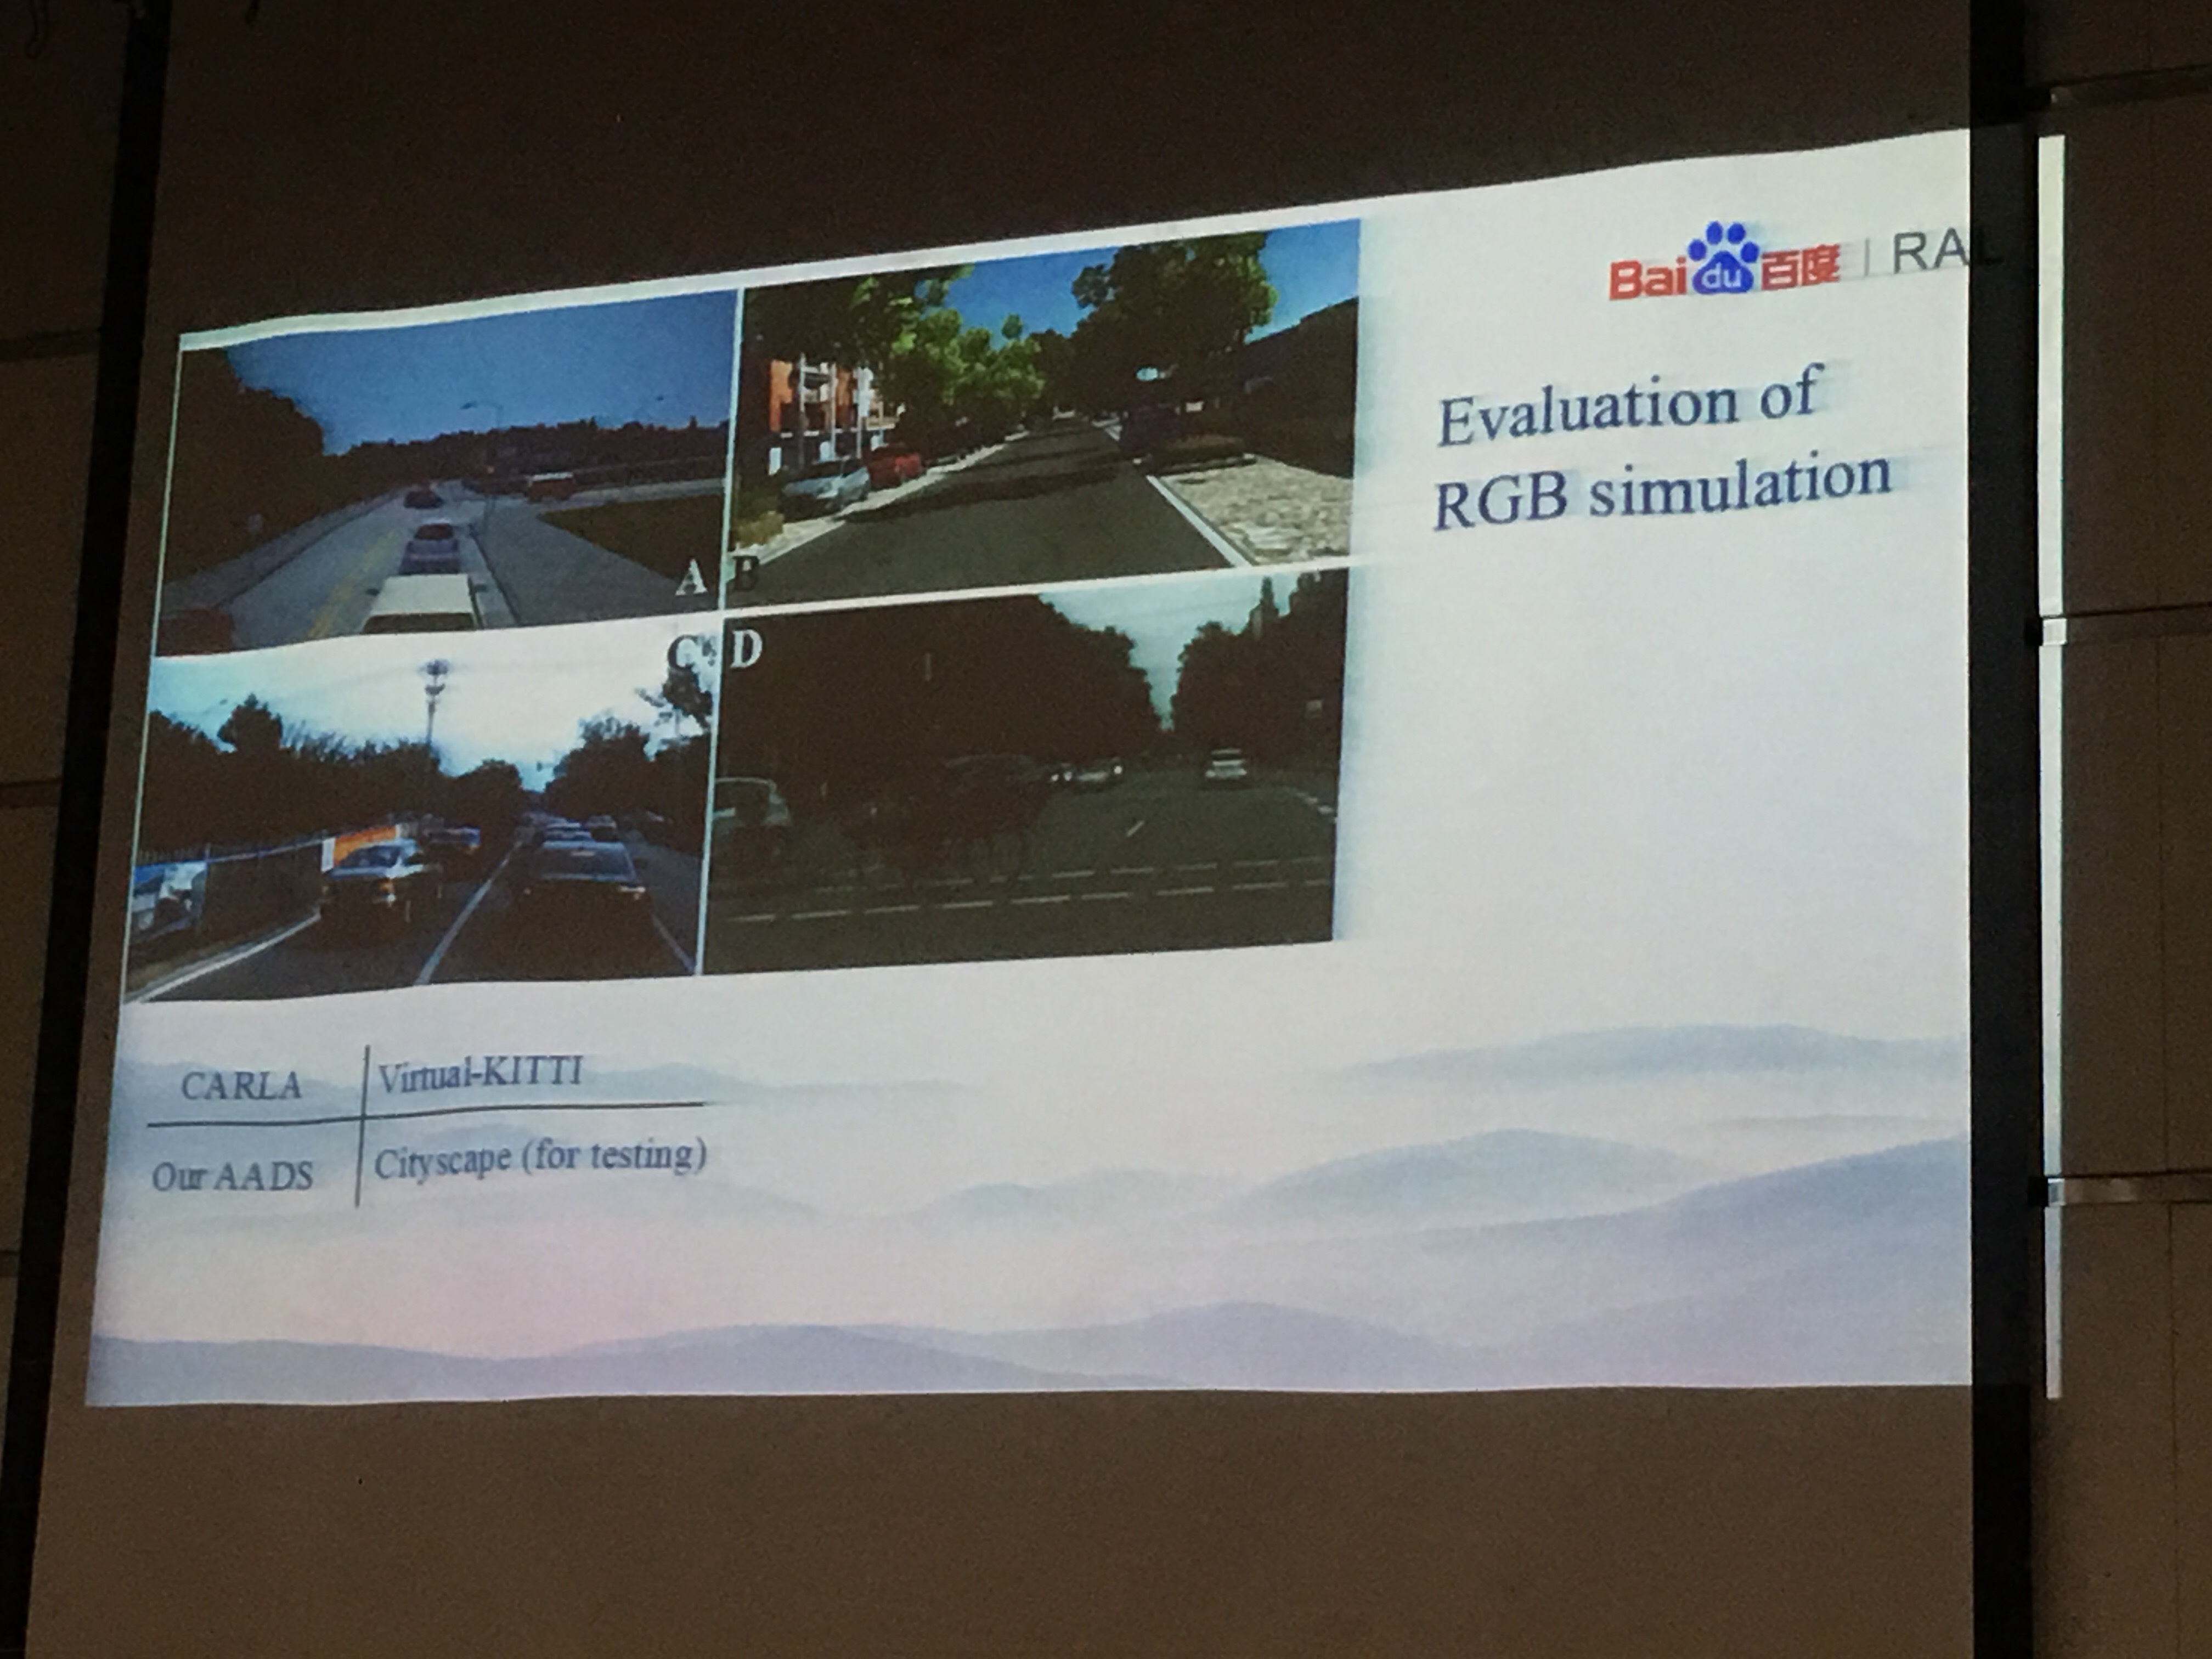 Baidu百度 | RAL
Evaluation of
RGB simulation
A
B
C
D
CARLA
Virtual-KITTI
Our AADS
Cityscape (for testing)